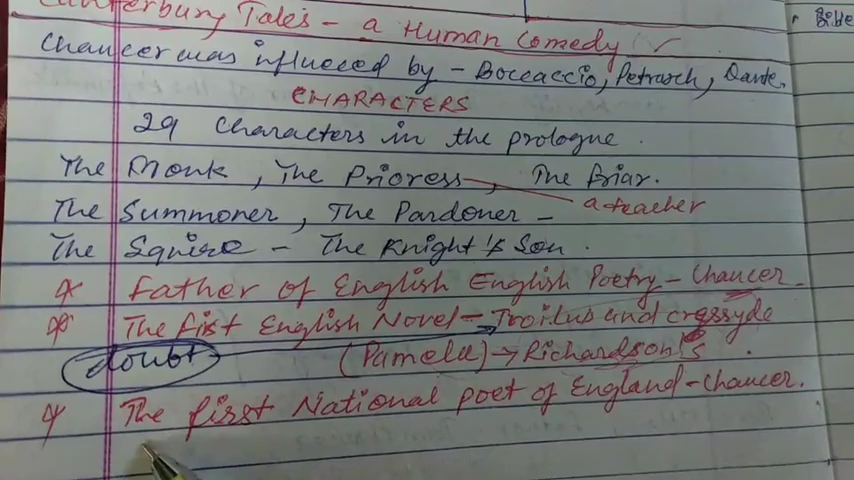 Canterbury Tales - a Human Comedy
Bible
Chaucer was influeced by - Boccaccio, Petrarch, Dante.
CHARACTERS
29 characters in the prologue.
The Monk, The Prioress, The Friar.
a teacher
The Summoner, The Pardoner -
The Squire - The Knight's Son.
Father of English English Poetry - Chaucer.
The first English Novel - Troilus and cressyde
doubt (Pamela) → Richardson's.
The first National poet of England - Chaucer.